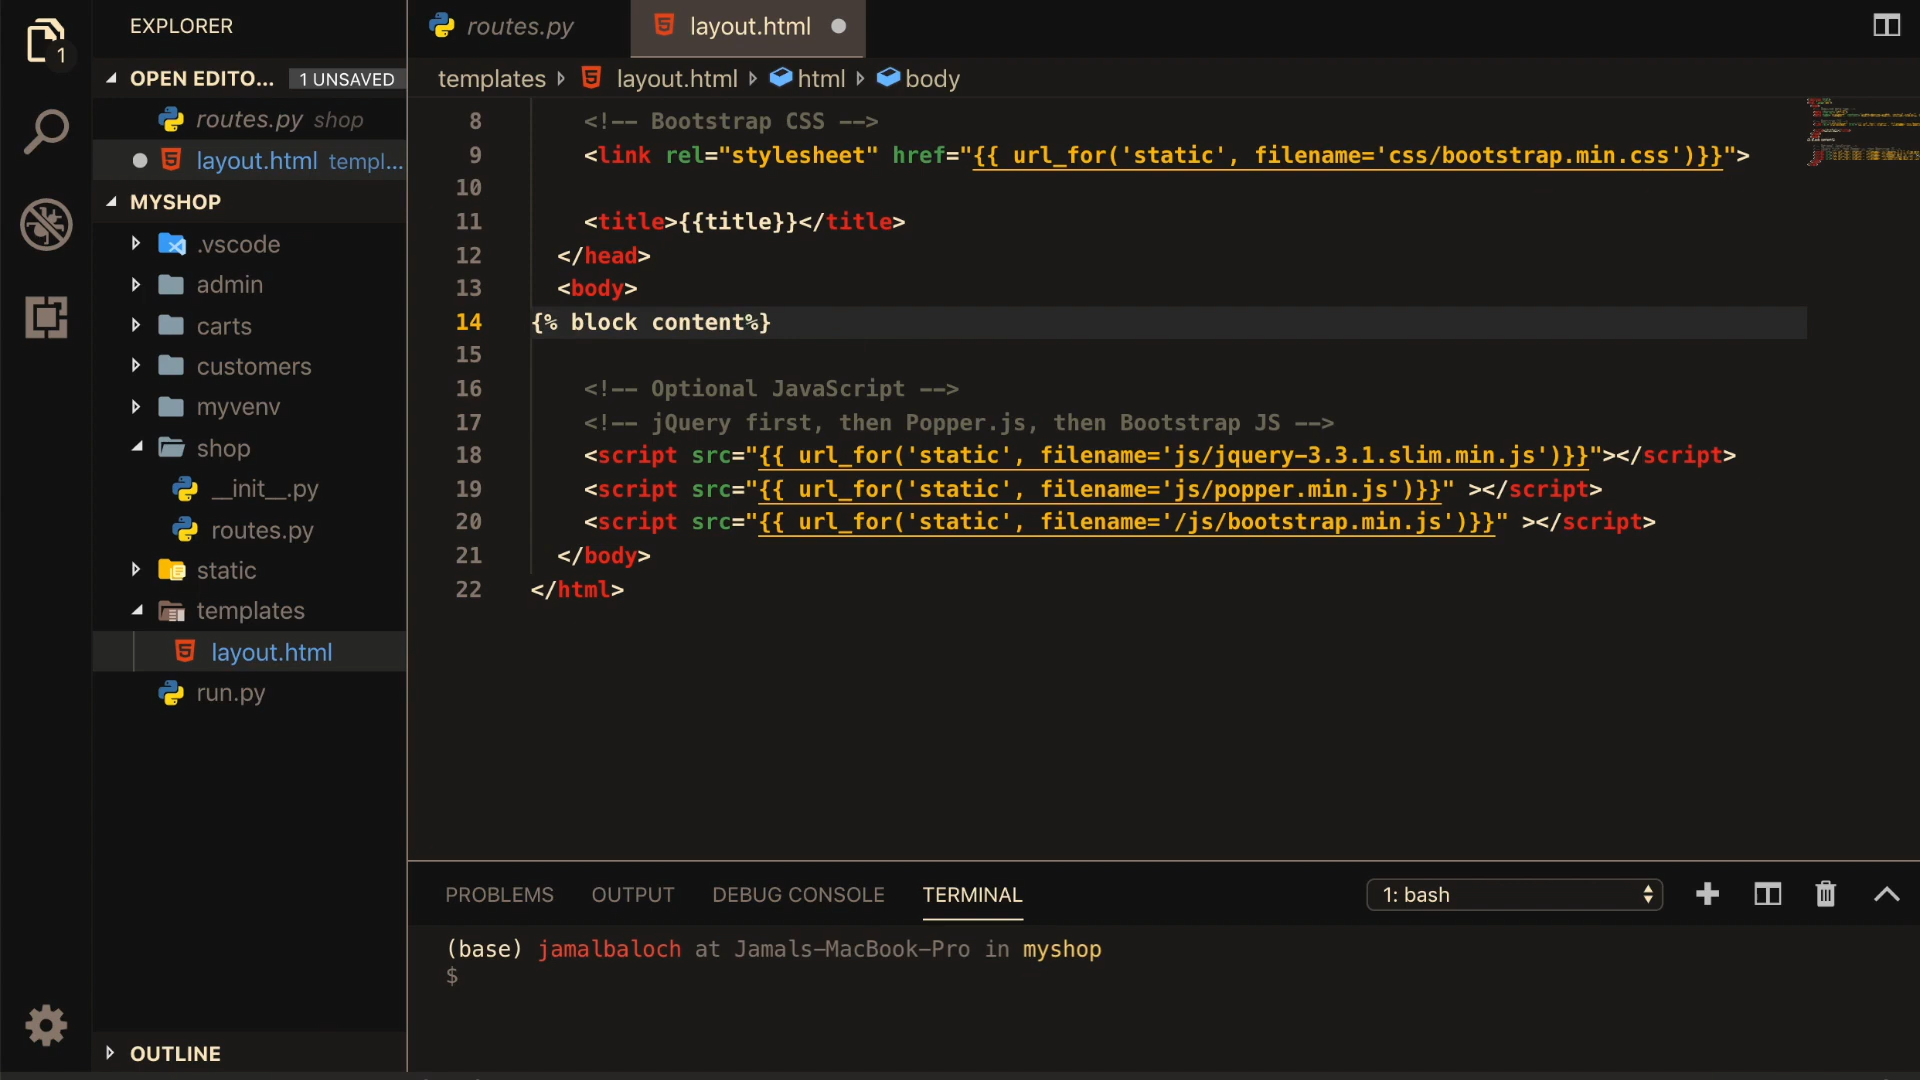 EXPLORER
OPEN EDITO... 1 UNSAVED
routes.py shop
layout.html templ...
MYSHOP
.vscode
admin
carts
customers
myvenv
shop
__init__.py
routes.py
static
templates
layout.html
run.py
OUTLINE
1
routes.py layout.html
templates layout.html html body
8 <!-- Bootstrap CSS -->
9 <link rel="stylesheet" href="{{ url_for('static', filename='css/bootstrap.min.css')}}">
10
11 <title>{{title}}</title>
12 </head>
13 <body>
14 {% block content%}
15
16 <!-- Optional JavaScript -->
17 <!-- jQuery first, then Popper.js, then Bootstrap JS -->
18 <script src="{{ url_for('static', filename='js/jquery-3.3.1.slim.min.js')}}"></script>
19 <script src="{{ url_for('static', filename='js/popper.min.js')}}" ></script>
20 <script src="{{ url_for('static', filename='/js/bootstrap.min.js')}}" ></script>
21 </body>
22 </html>
PROBLEMS OUTPUT DEBUG CONSOLE TERMINAL 1: bash
(base) jamalbaloch at Jamals-MacBook-Pro in myshop
$